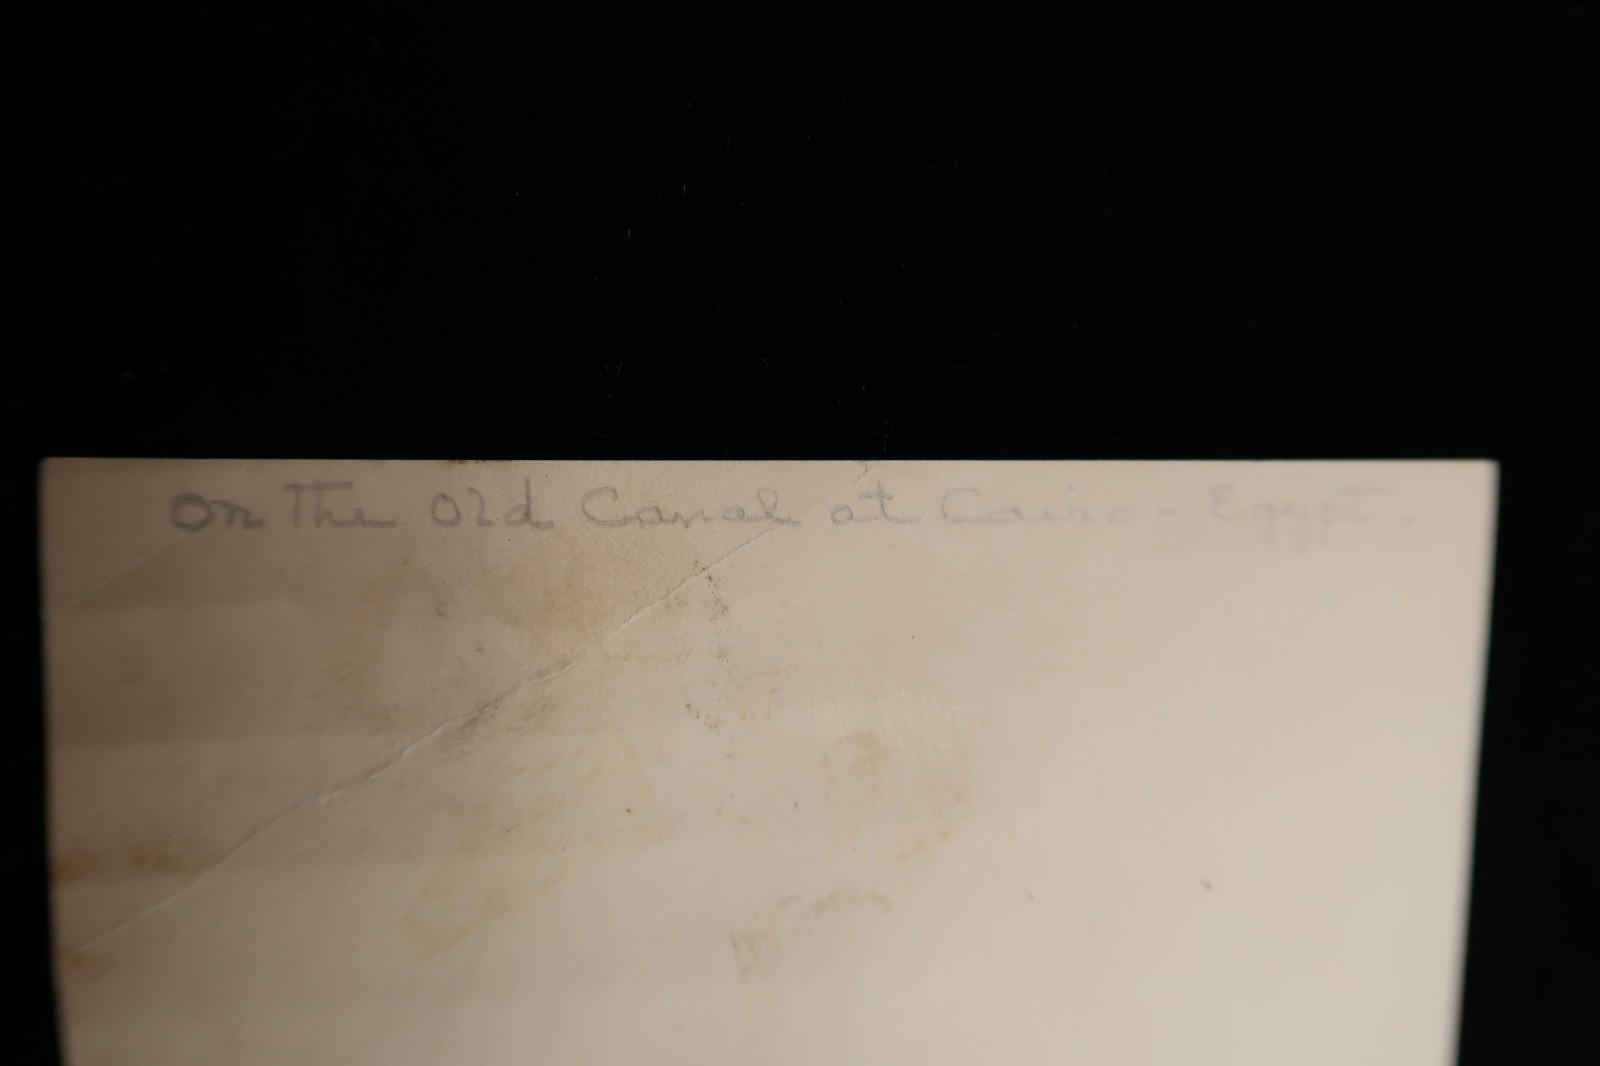 On The Old Canal at Cairo - Egypt.